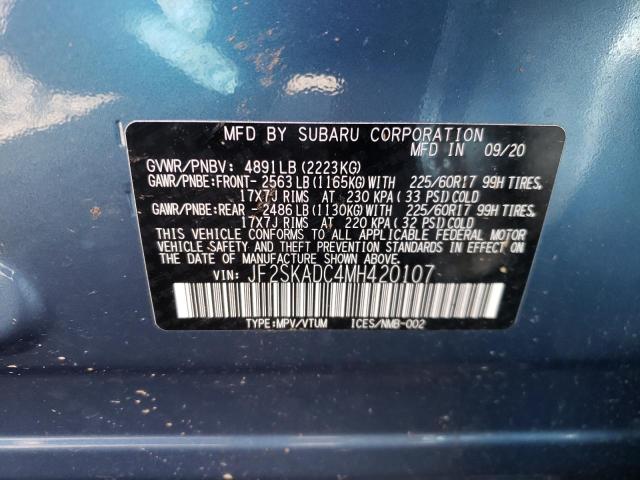 MFD BY SUBARU CORPORATION
MFD IN 09/20
GVWR/PNBV: 4891LB (2223KG)
GAWR/PNBE:FRONT- 2563 LB (1165KG) WITH 225/60R17 99H TIRES,
17X7J RIMS AT 230 KPA (33 PSI) COLD
GAWR/PNBE:REAR -2486 LB (1130KG) WITH 225/60R17 99H TIRES,
17X7J RIMS AT 220 KPA (32 PSI) COLD
THIS VEHICLE CONFORMS TO ALL APPLICABLE FEDERAL MOTOR
VEHICLE SAFETY AND THEFT PREVENTION STANDARDS IN EFFECT ON
THE DATE OF MANUFACTURE SHOWN ABOVE.
VIN: JF2SKADC4MH420107
TYPE:MPV/VTUM ICES/NMB-002